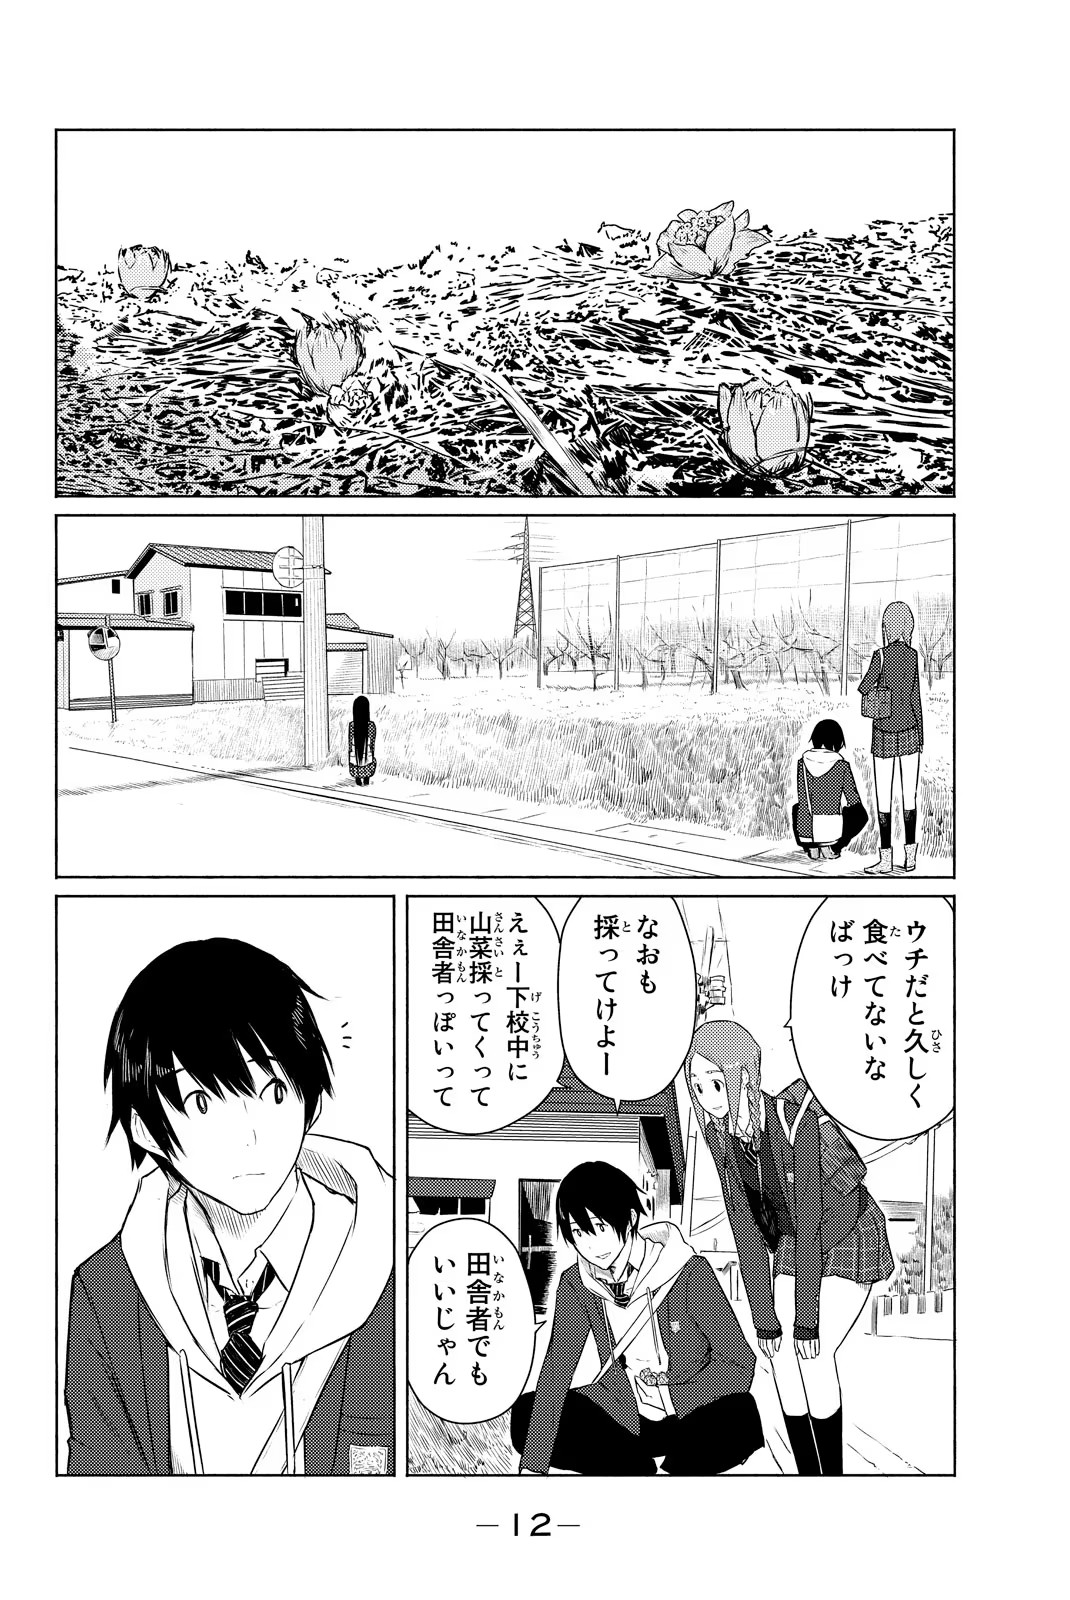 ウチだと久しく
食べてないな
ばっけ
なおも
採ってけよー
えぇー下校中に
山菜採ってくって
田舎者っぽいって
田舎者でも
いいじゃん
—12—